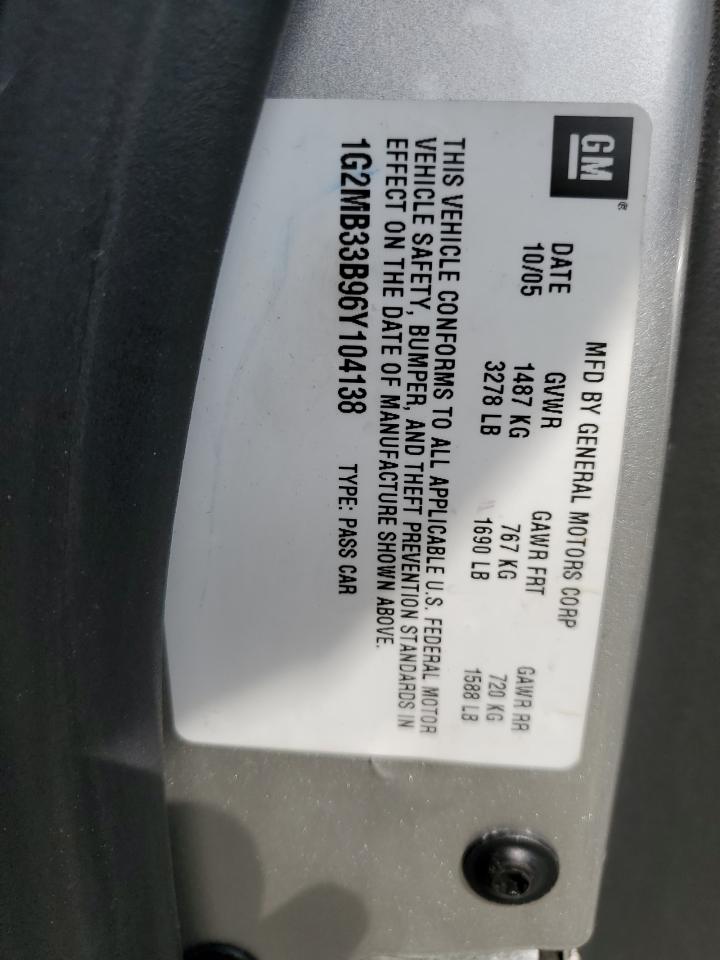 GM®
MFD BY GENERAL MOTORS CORP
DATE GVWR GAWR FRT GAWR RR
10/05 1487 KG 767 KG 720 KG
3278 LB 1690 LB 1588 LB
THIS VEHICLE CONFORMS TO ALL APPLICABLE U.S. FEDERAL MOTOR
VEHICLE SAFETY, BUMPER, AND THEFT PREVENTION STANDARDS IN
EFFECT ON THE DATE OF MANUFACTURE SHOWN ABOVE.
1G2MB33B96Y104138 TYPE: PASS CAR